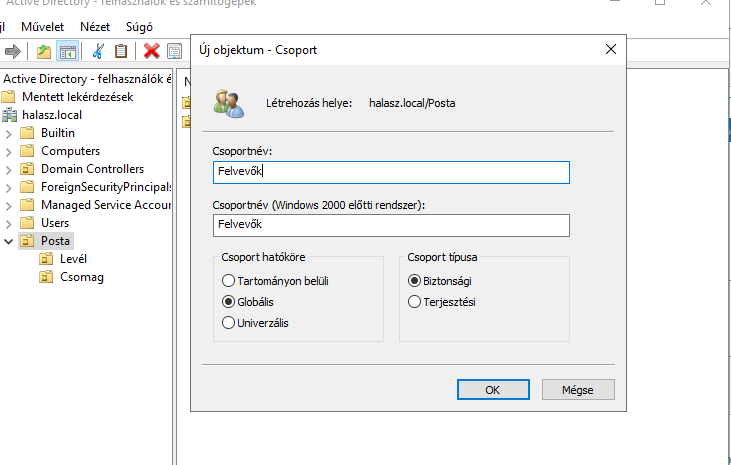 Active Directory - felhasználók és számítógépek
Művelet Nézet Súgó
Active Directory - felhasználók é
Mentett lekérdezések
halasz.local
Builtin
Computers
Domain Controllers
ForeignSecurityPrincipals
Managed Service Accou
Users
Posta
Levél
Csomag
Új objektum - Csoport
Létrehozás helye: halasz.local/Posta
Csoportnév:
Felvevők
Csoportnév (Windows 2000 előtti rendszer):
Felvevők
Csoport hatóköre
Tartományon belüli
Globális
Univerzális
Csoport típusa
Biztonsági
Terjesztési
OK Mégse